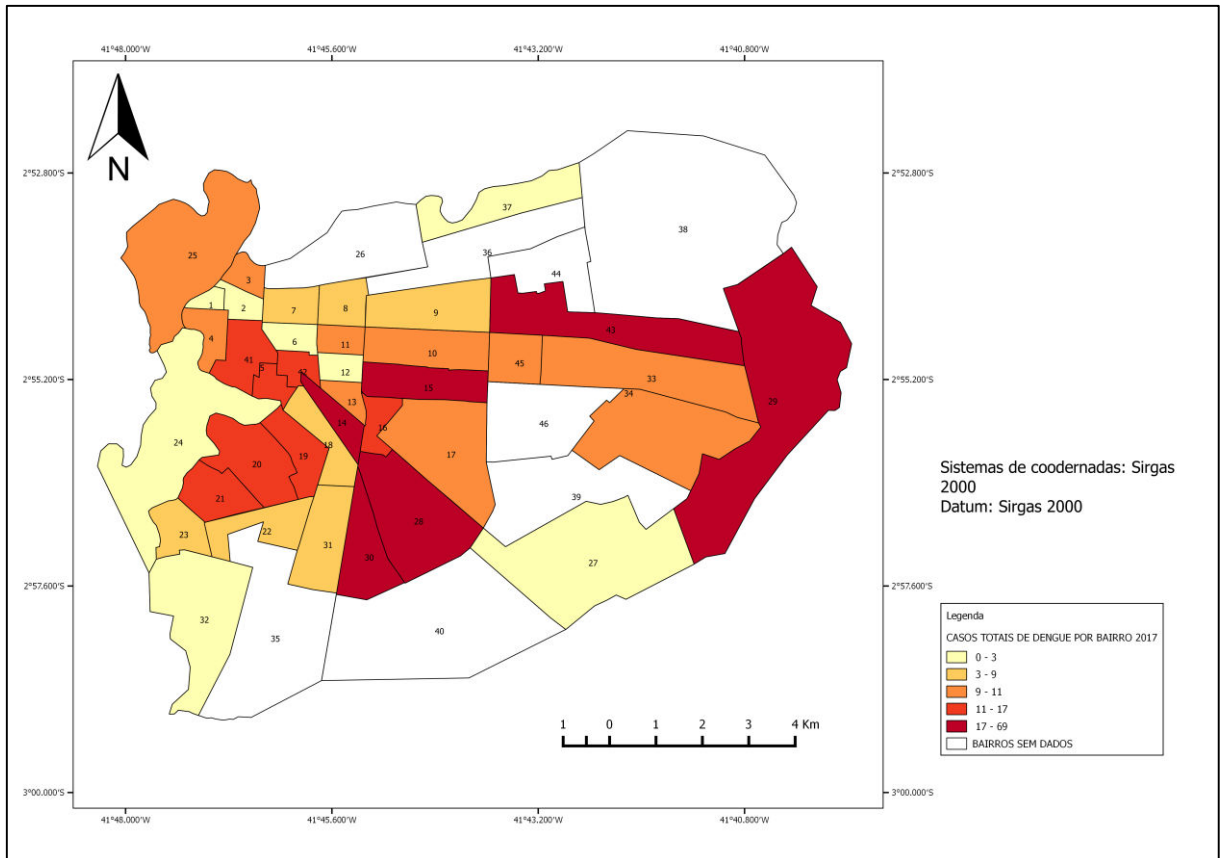 41°48.000'W 41°45.600'W 41°43.200'W 41°40.800'W
N
2°52.800'S 2°52.800'S
37
38
25
26
36
3
44
1
2
7
8
9
43
4
6
11
10
45
41
5
42
12
33
2°55.200'S 2°55.200'S
15
29
13
34
14
16
46
24
18
17
20
19
Sistemas de coodernadas: Sirgas
2000
Datum: Sirgas 2000
21
39
28
22
23
31
30
27
2°57.600'S 2°57.600'S
32
35
40
Legenda
CASOS TOTAIS DE DENGUE POR BAIRRO 2017
0 - 3
3 - 9
9 - 11
11 - 17
17 - 69
BAIRROS SEM DADOS
1 0 1 2 3 4 Km
3°00.000'S 3°00.000'S
41°48.000'W 41°45.600'W 41°43.200'W 41°40.800'W